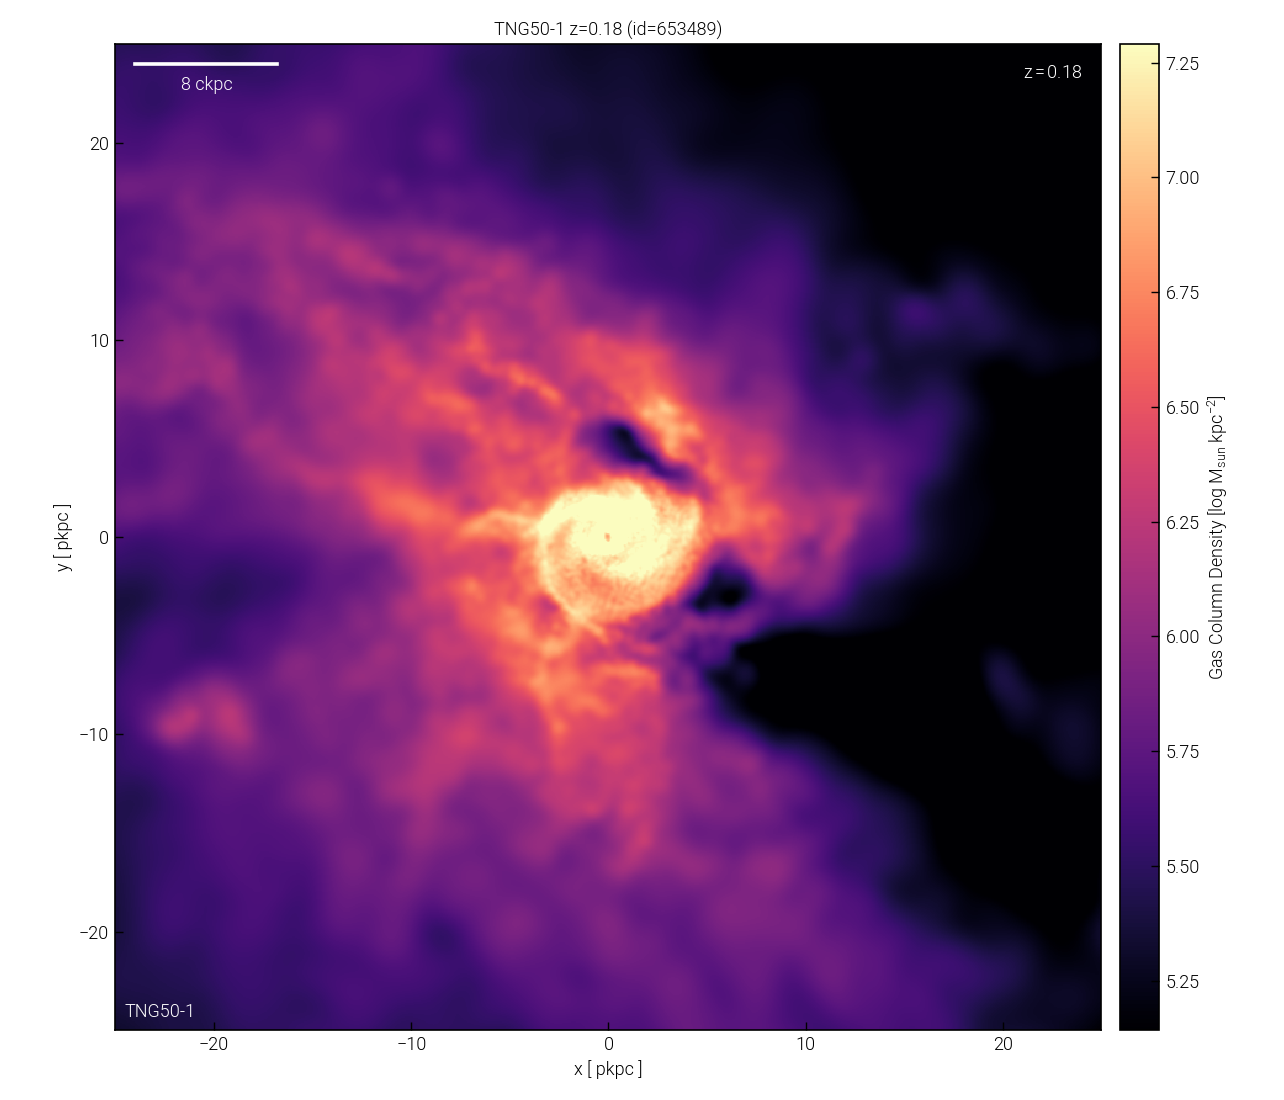 TNG50-1 z=0.18 (id=653489)
8 ckpc
z=0.18
TNG50-1
y [ pkpc ]
20
10
0
−10
−20
−20
−10
0
10
20
x [ pkpc ]
7.25
7.00
6.75
6.50
6.25
6.00
5.75
5.50
5.25
Gas Column Density [log M_sun kpc⁻²]